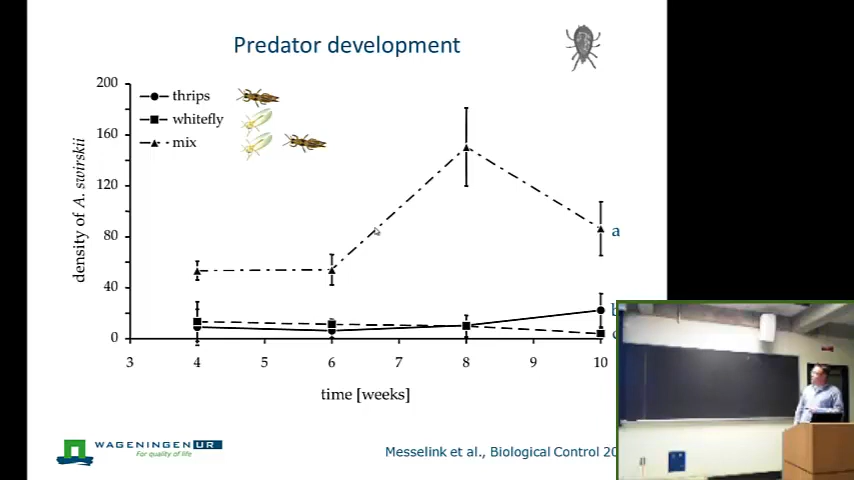 Predator development
200
160
120
80
40
0
density of A. swirskii
thrips
whitefly
mix
a
b
3 4 5 6 7 8 9 10
time [weeks]
WAGENINGEN UR
For quality of life
Messelink et al., Biological Control 20